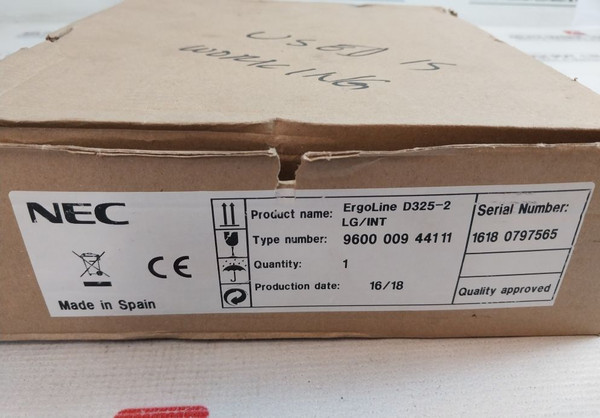 USED IS
WORKING
NEC
CE
Made in Spain
Product name: ErgoLine D325-2
LG/INT
Type number: 9600 009 44111
Quantity: 1
Production date: 16/18
Serial Number:
1618 0797565
Quality approved